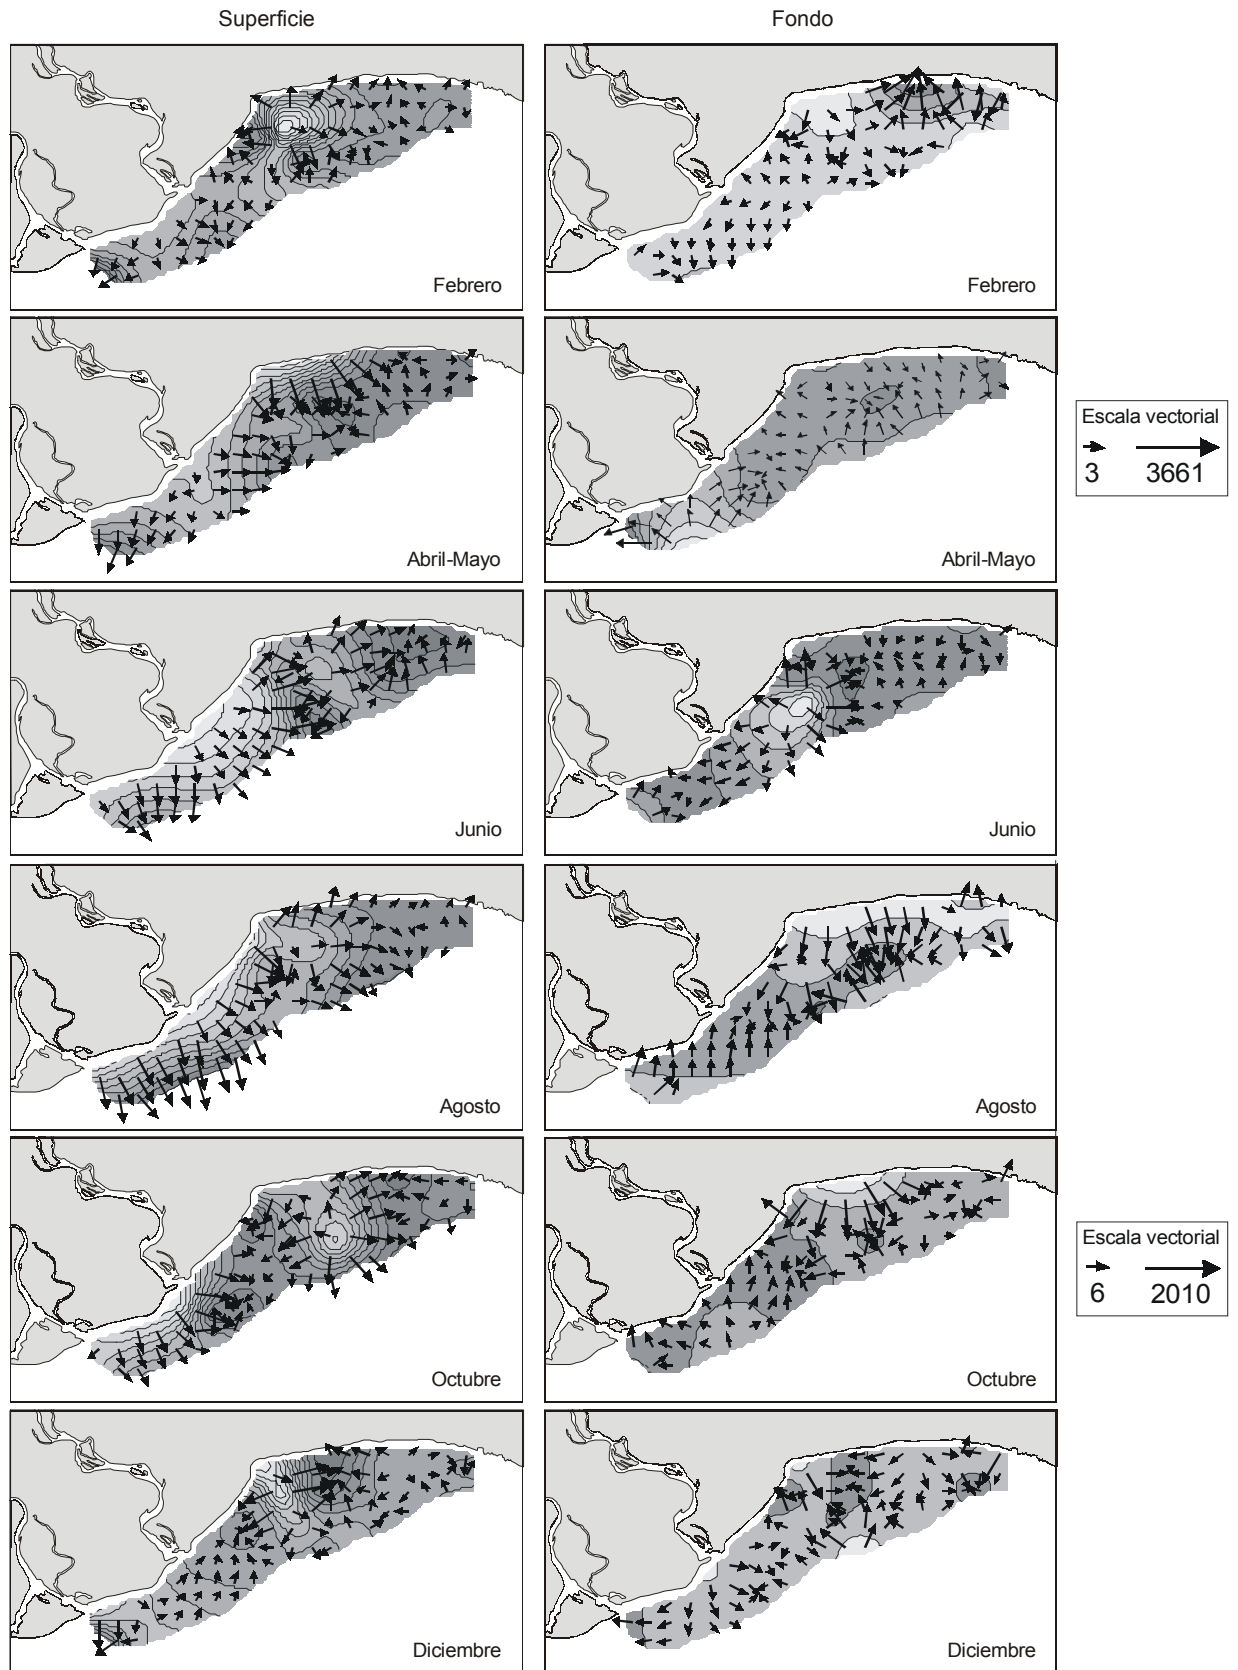 Superficie
Fondo
Febrero
Febrero
Abril-Mayo
Abril-Mayo
Escala vectorial
3 3661
Junio
Junio
Agosto
Agosto
Octubre
Octubre
Escala vectorial
6 2010
Diciembre
Diciembre